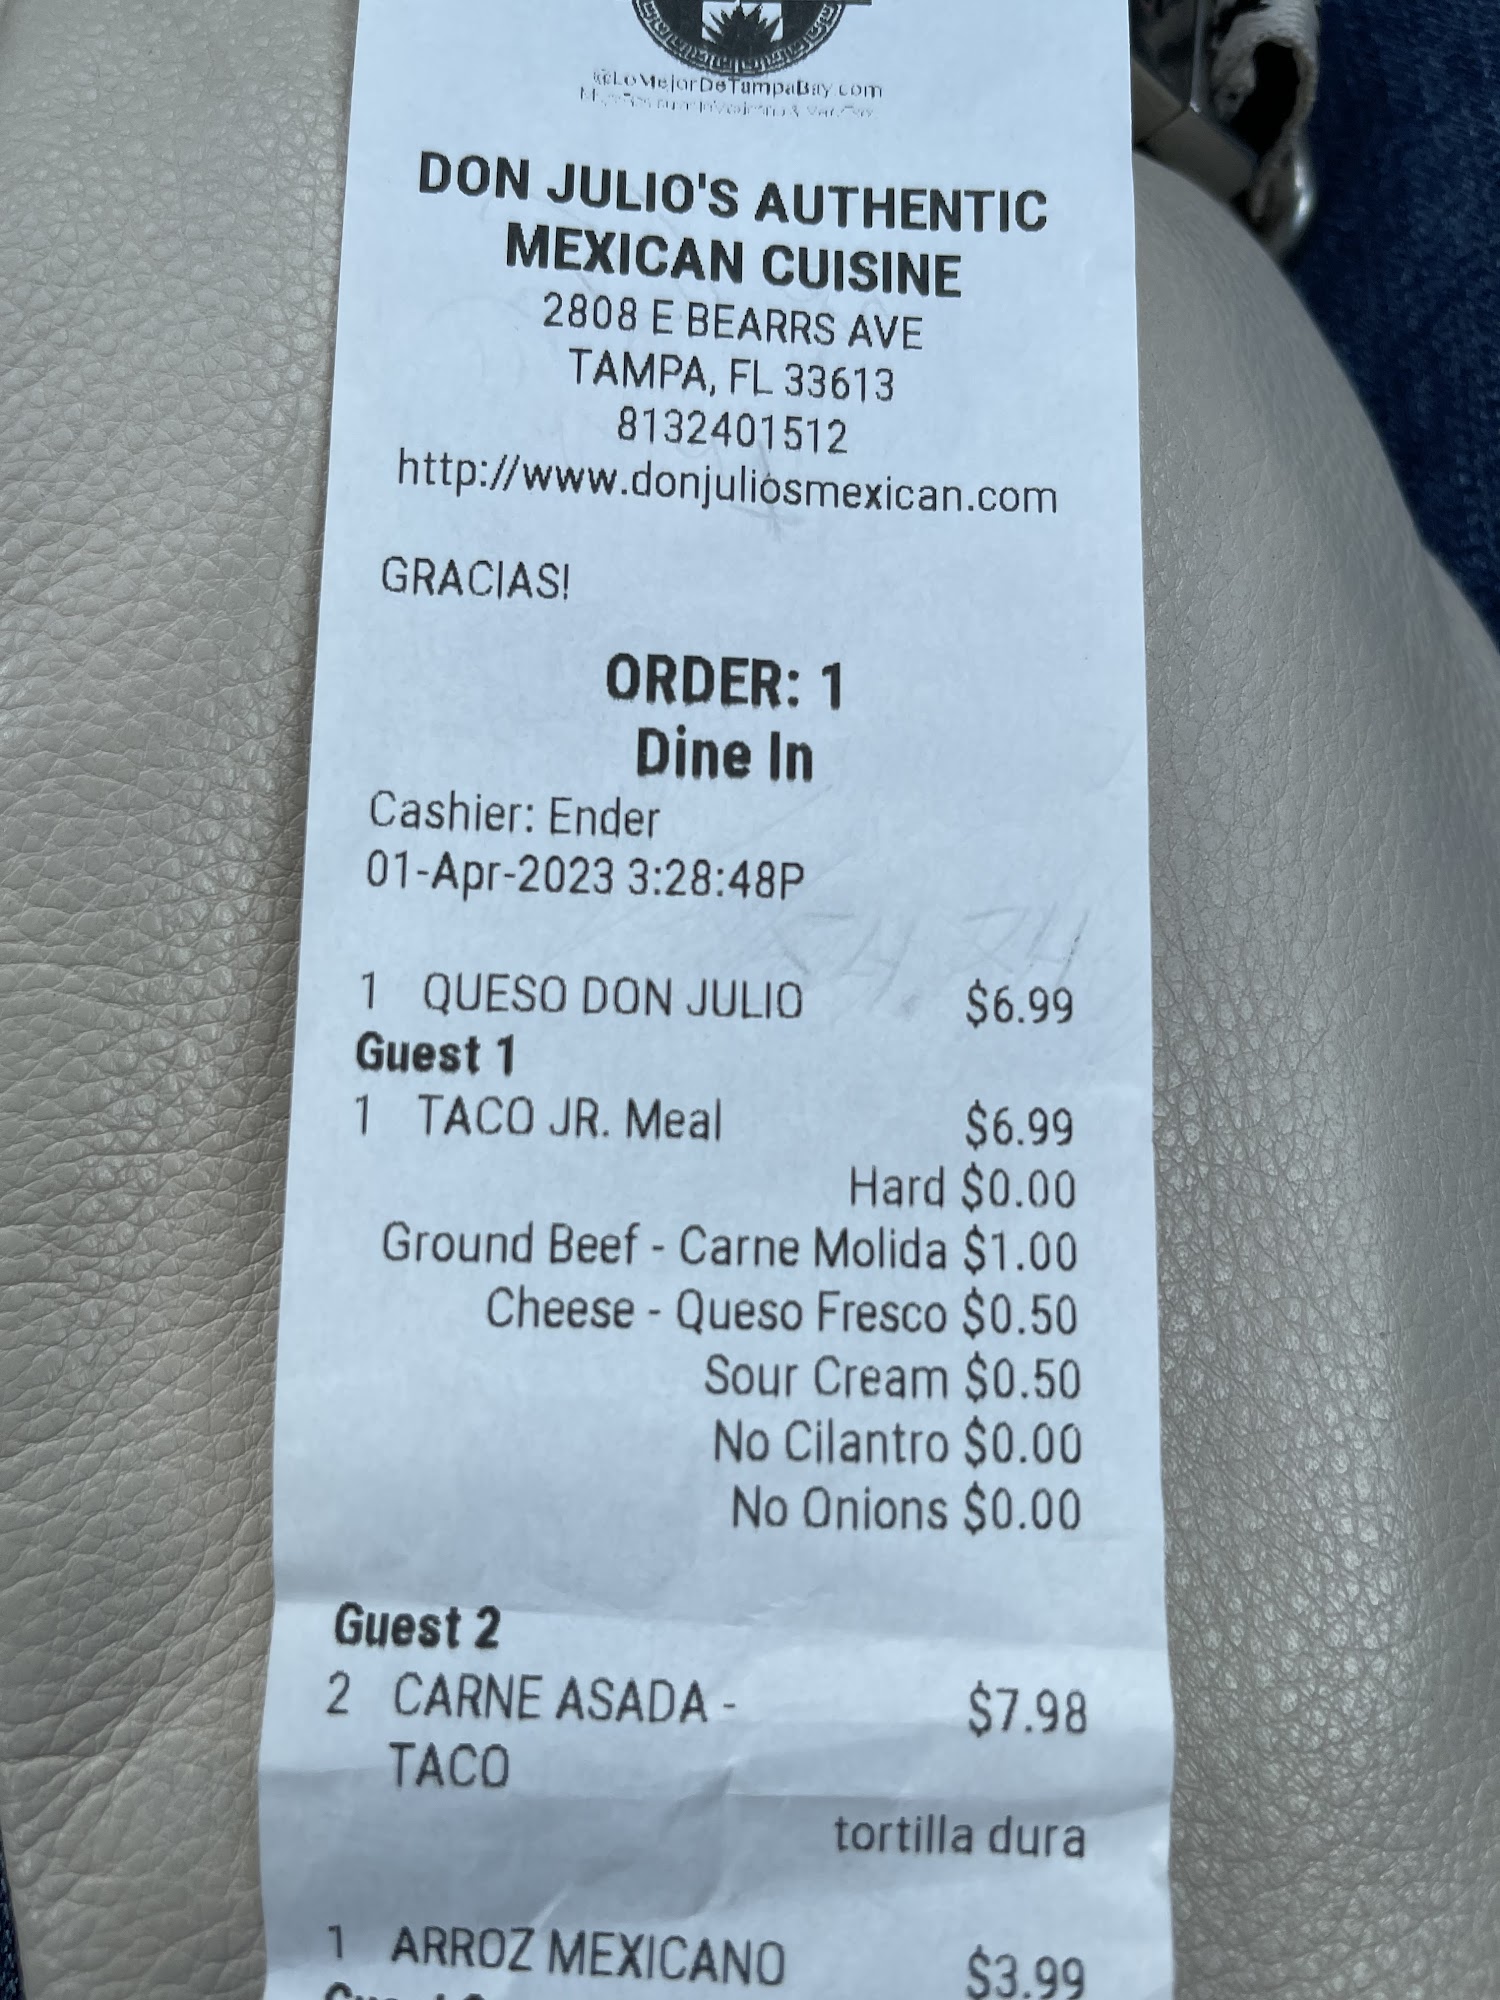 @LoMejorDeTampaBay.com
DON JULIO'S AUTHENTIC
MEXICAN CUISINE
2808 E BEARRS AVE
TAMPA, FL 33613
8132401512
http://www.donjuliosmexican.com
GRACIAS!
ORDER: 1
Dine In
Cashier: Ender
01-Apr-2023 3:28:48P
1 QUESO DON JULIO $6.99
Guest 1
1 TACO JR. Meal $6.99
Hard $0.00
Ground Beef - Carne Molida $1.00
Cheese - Queso Fresco $0.50
Sour Cream $0.50
No Cilantro $0.00
No Onions $0.00
Guest 2
2 CARNE ASADA - $7.98
TACO
tortilla dura
1 ARROZ MEXICANO $3.99